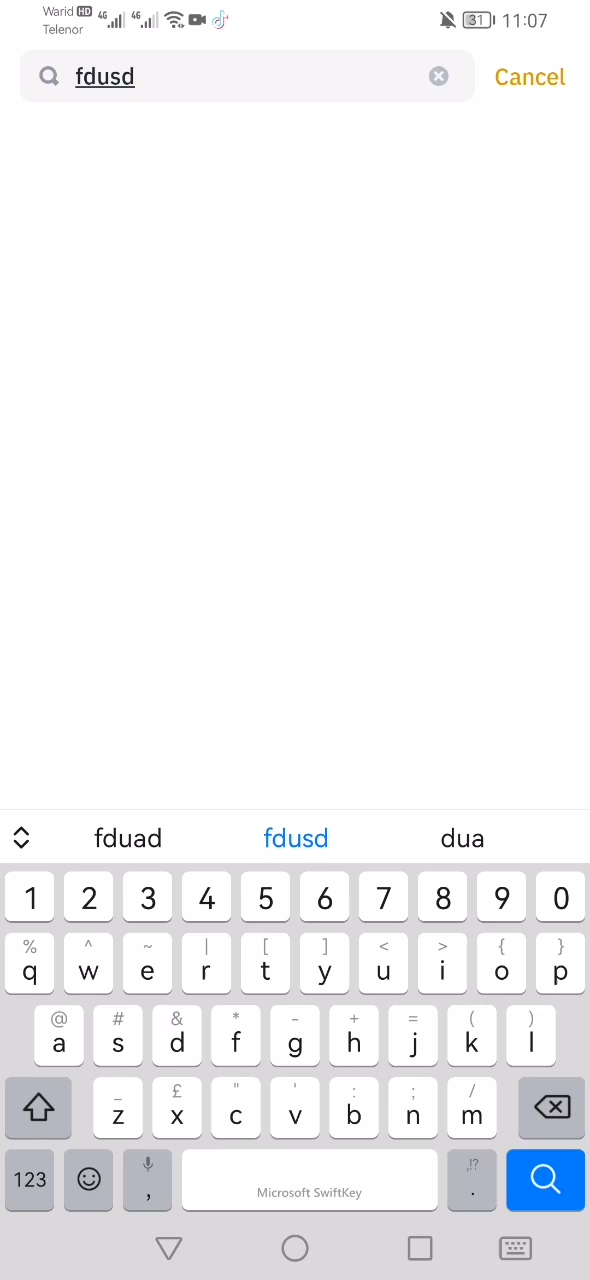 Warid HD 4G 4G 31 11:07
Telenor
fdusd Cancel
fduad fdusd dua
1 2 3 4 5 6 7 8 9 0
% ^ ~ | [ ] < > { }
q w e r t y u i o p
@ # & * - + = ( )
a s d f g h j k l
_ £ " ' : ; /
z x c v b n m
123 , Microsoft SwiftKey ,!? .